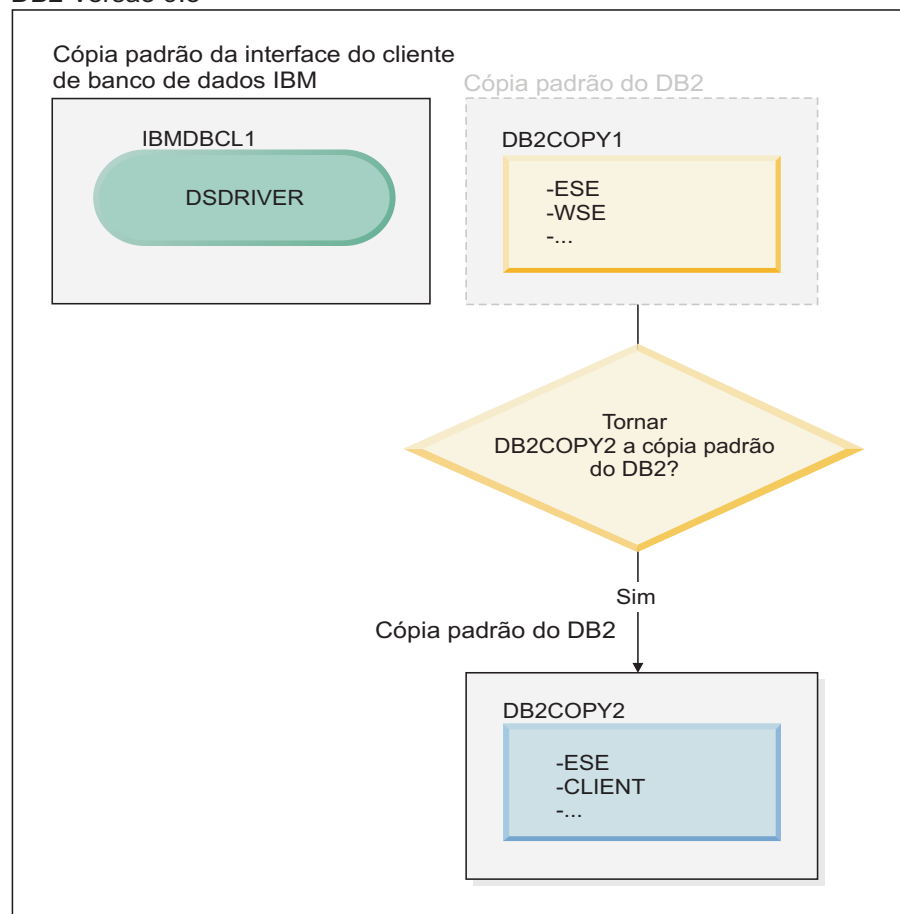 Cópia padrão da interface do cliente
de banco de dados IBM
Cópia padrão do DB2
IBMDBCL1
DSDRIVER
DB2COPY1
-ESE
-WSE
-...
Tornar
DB2COPY2 a cópia padrão
do DB2?
Sim
Cópia padrão do DB2
DB2COPY2
-ESE
-CLIENT
-...